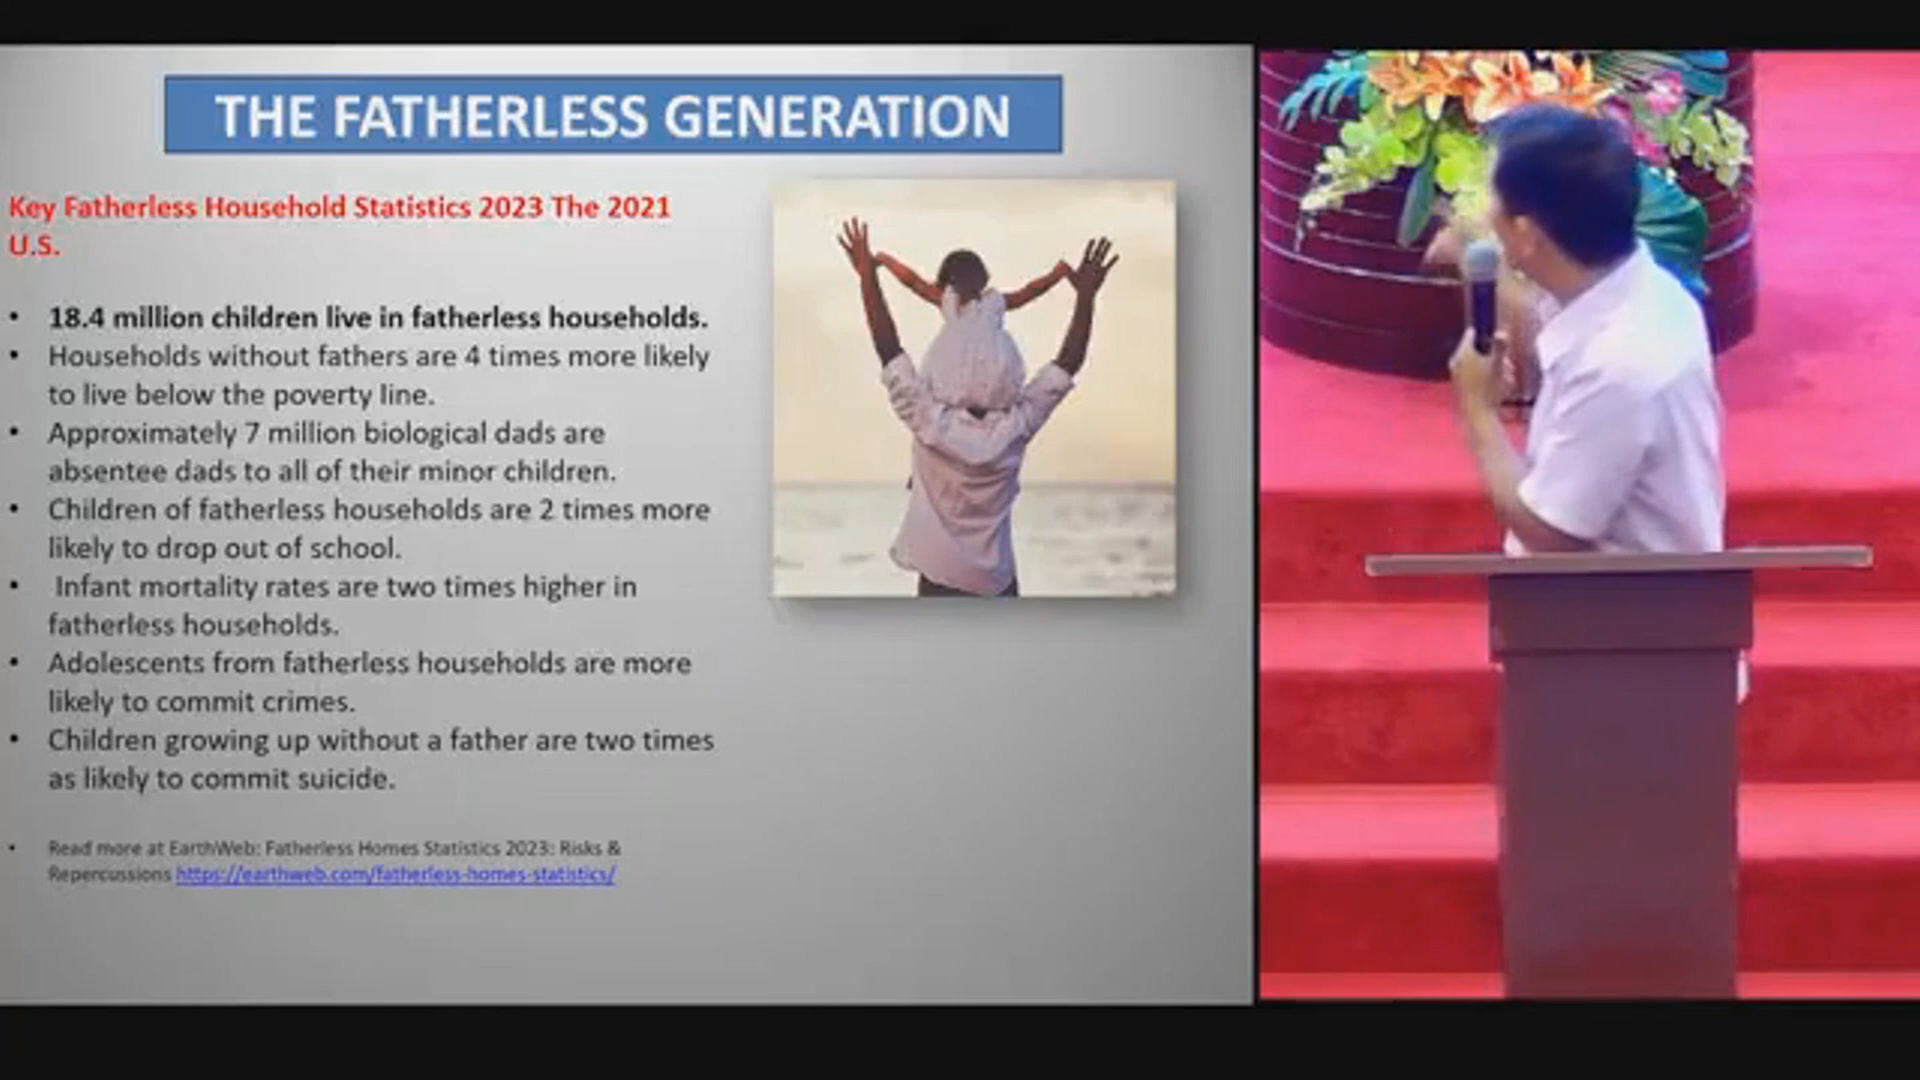 THE FATHERLESS GENERATION
Key Fatherless Household Statistics 2023 The 2021
U.S.
• 18.4 million children live in fatherless households.
• Households without fathers are 4 times more likely
to live below the poverty line.
• Approximately 7 million biological dads are
absentee dads to all of their minor children.
• Children of fatherless households are 2 times more
likely to drop out of school.
• Infant mortality rates are two times higher in
fatherless households.
• Adolescents from fatherless households are more
likely to commit crimes.
• Children growing up without a father are two times
as likely to commit suicide.
• Read more at EarthWeb: Fatherless Homes Statistics 2023: Risks &
Repercussions https://earthweb.com/fatherless-homes-statistics/